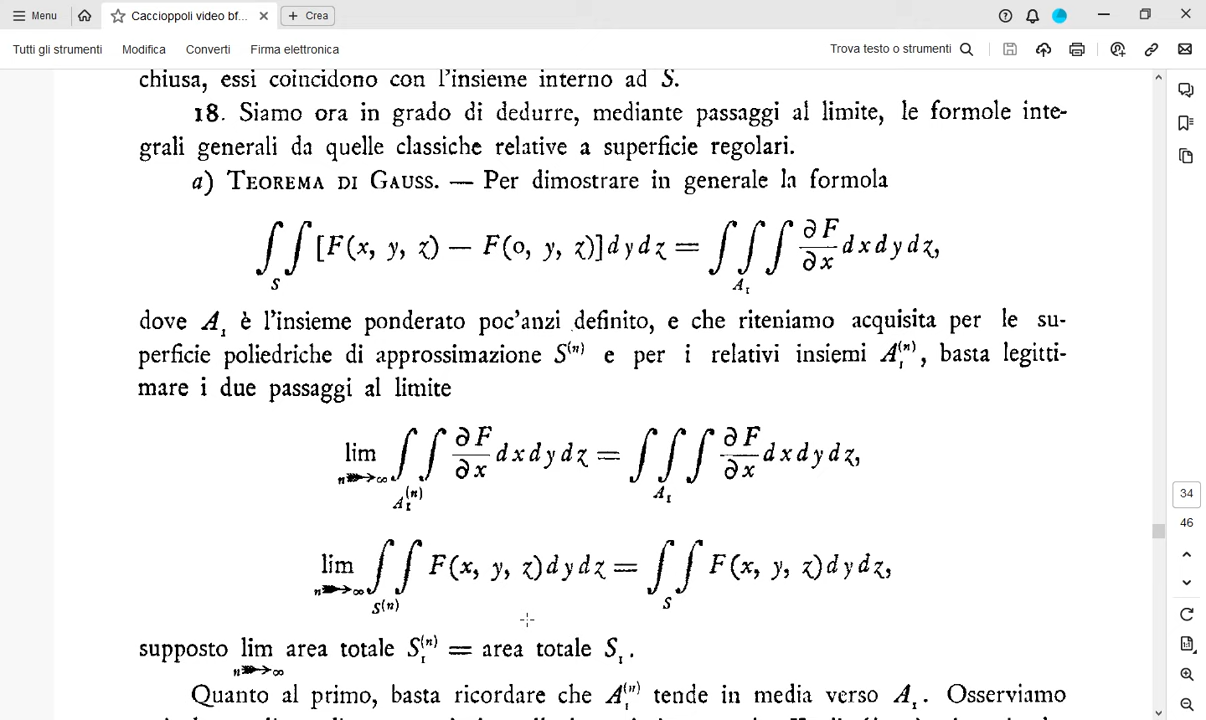 Menu
Caccioppoli video bf...
Crea
Tutti gli strumenti
Modifica
Converti
Firma elettronica
Trova testo o strumenti
chiusa, essi coincidono con l'insieme interno ad S.
18. Siamo ora in grado di dedurre, mediante passaggi al limite, le formole inte-
grali generali da quelle classiche relative a superficie regolari.
a) TEOREMA DI GAUSS. — Per dimostrare in generale la formola
∫∫_S [F(x, y, z) — F(0, y, z)] dy dz = ∫∫∫_{A_1} ∂F/∂x dx dy dz,
dove A_1 è l'insieme ponderato poc'anzi definito, e che riteniamo acquisita per le su-
perficie poliedriche di approssimazione S^(n) e per i relativi insiemi A_1^(n), basta legitti-
mare i due passaggi al limite
lim_{n→∞} ∫∫_{A_1^(n)} ∂F/∂x dx dy dz = ∫∫∫_{A_1} ∂F/∂x dx dy dz,
lim_{n→∞} ∫∫_{S^(n)} F(x, y, z) dy dz = ∫∫_S F(x, y, z) dy dz,
supposto lim_{n→∞} area totale S_1^(n) = area totale S_1.
Quanto al primo, basta ricordare che A_1^(n) tende in media verso A_1. Osserviamo
34
46